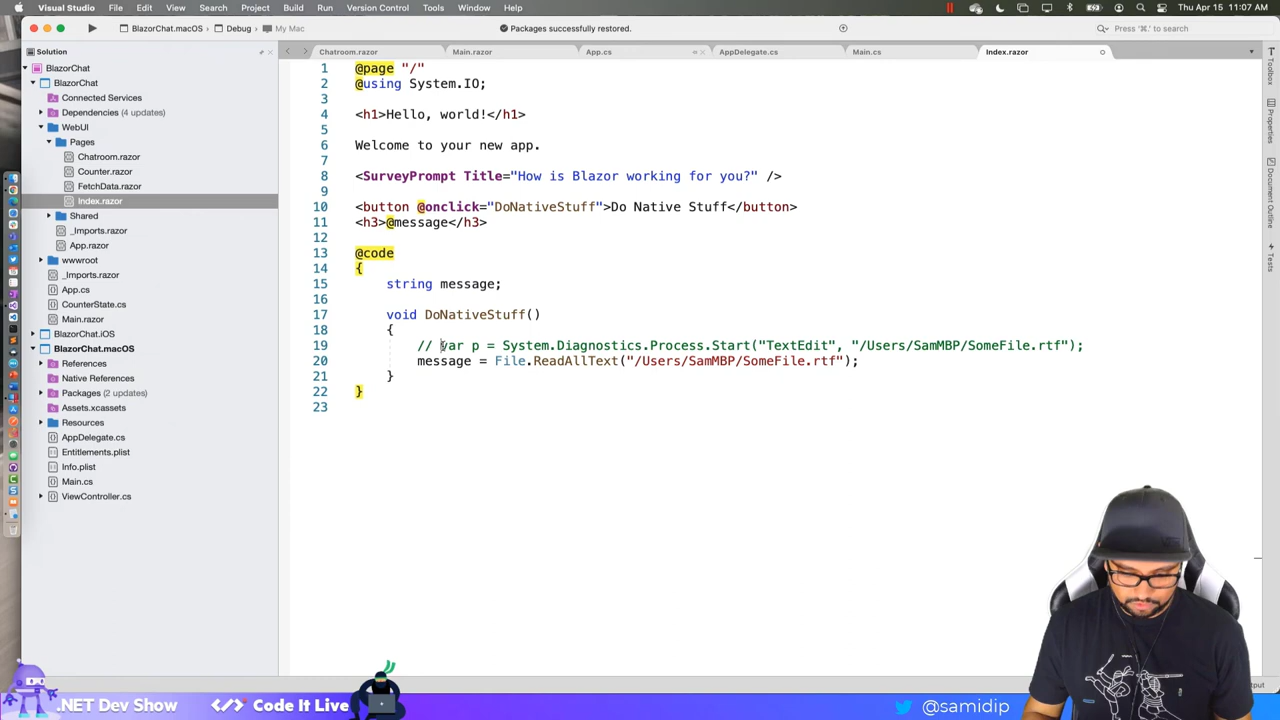 Visual Studio File Edit View Search Project Build Run Version Control Tools Window Help Thu Apr 15 11:07 AM
BlazorChat.macOS > Debug > My Mac Packages successfully restored. Press '⌘.' to search
Solution
BlazorChat
BlazorChat
Connected Services
Dependencies (4 updates)
WebUI
Pages
Chatroom.razor
Counter.razor
FetchData.razor
Index.razor
Shared
_Imports.razor
App.razor
wwwroot
_Imports.razor
App.cs
CounterState.cs
Main.razor
BlazorChat.iOS
BlazorChat.macOS
References
Native References
Packages (2 updates)
Assets.xcassets
Resources
AppDelegate.cs
Entitlements.plist
Info.plist
Main.cs
ViewController.cs
Chatroom.razor Main.razor App.cs AppDelegate.cs Main.cs Index.razor
1 @page "/"
2 @using System.IO;
3
4 <h1>Hello, world!</h1>
5
6 Welcome to your new app.
7
8 <SurveyPrompt Title="How is Blazor working for you?" />
9
10 <button @onclick="DoNativeStuff">Do Native Stuff</button>
11 <h3>@message</h3>
12
13 @code
14 {
15 string message;
16
17 void DoNativeStuff()
18 {
19 // var p = System.Diagnostics.Process.Start("TextEdit", "/Users/SamMBP/SomeFile.rtf");
20 message = File.ReadAllText("/Users/SamMBP/SomeFile.rtf");
21 }
22 }
23
Toolbox
Properties
Document Outline
Tests
.NET Dev Show </> Code It Live @samidip